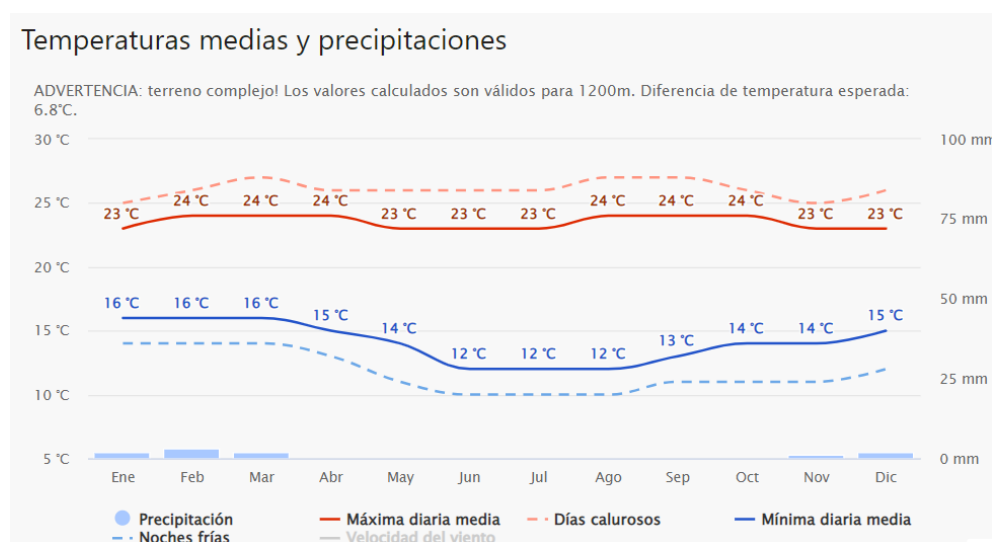 Temperaturas medias y precipitaciones
ADVERTENCIA: terreno complejo! Los valores calculados son válidos para 1200m. Diferencia de temperatura esperada:
6.8°C.
30 °C
100 mm
23 °C 24 °C 24 °C 24 °C 23 °C 23 °C 23 °C 24 °C 24 °C 24 °C 23 °C 23 °C
25 °C
75 mm
20 °C
16 °C 16 °C 16 °C 15 °C 14 °C 12 °C 12 °C 12 °C 13 °C 14 °C 14 °C 15 °C
50 mm
15 °C
25 mm
10 °C
5 °C
0 mm
Ene Feb Mar Abr May Jun Jul Ago Sep Oct Nov Dic
Precipitación Máxima diaria media Días calurosos Mínima diaria media
Noches frías Velocidad del viento